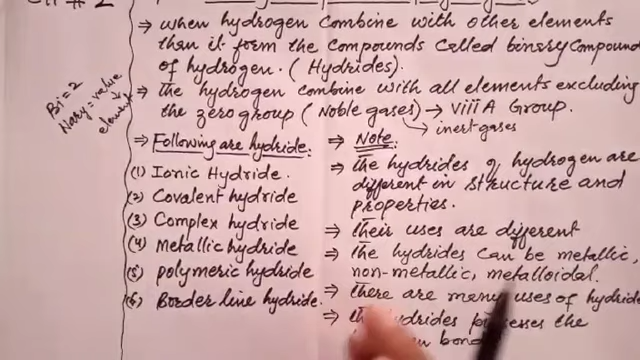 ⇒ when hydrogen combine with other elements
than it form the compounds called binary compound
of hydrogen. (Hydrides).
⇒ the hydrogen combine with all elements excluding
the zero group (Noble gases) → VIII A Group.
inert gases
Bi = 2
Nary = value
element
⇒ Following are hydride:
(1) Ionic Hydride.
(2) Covalent hydride
(3) Complex hydride
(4) Metallic hydride
(5) polymeric hydride
(6) Border line hydride.
⇒ Note:
⇒ the hydrides of hydrogen are
different in structure and
properties.
⇒ their uses are different
⇒ the hydrides can be metallic,
non-metallic, metalloidal.
⇒ there are many uses of hydride
⇒ the hydrides the
bond